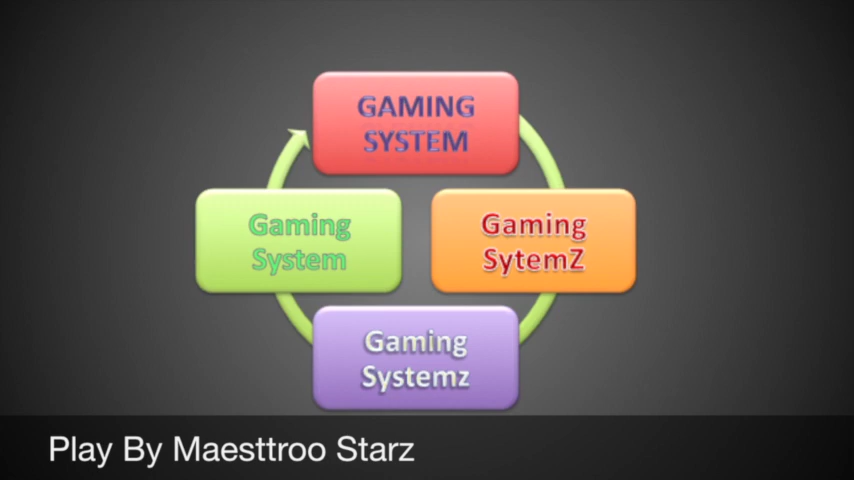 GAMING
SYSTEM
Gaming
System
Gaming
SytemZ
Gaming
Systemz
Play By Maesttroo Starz